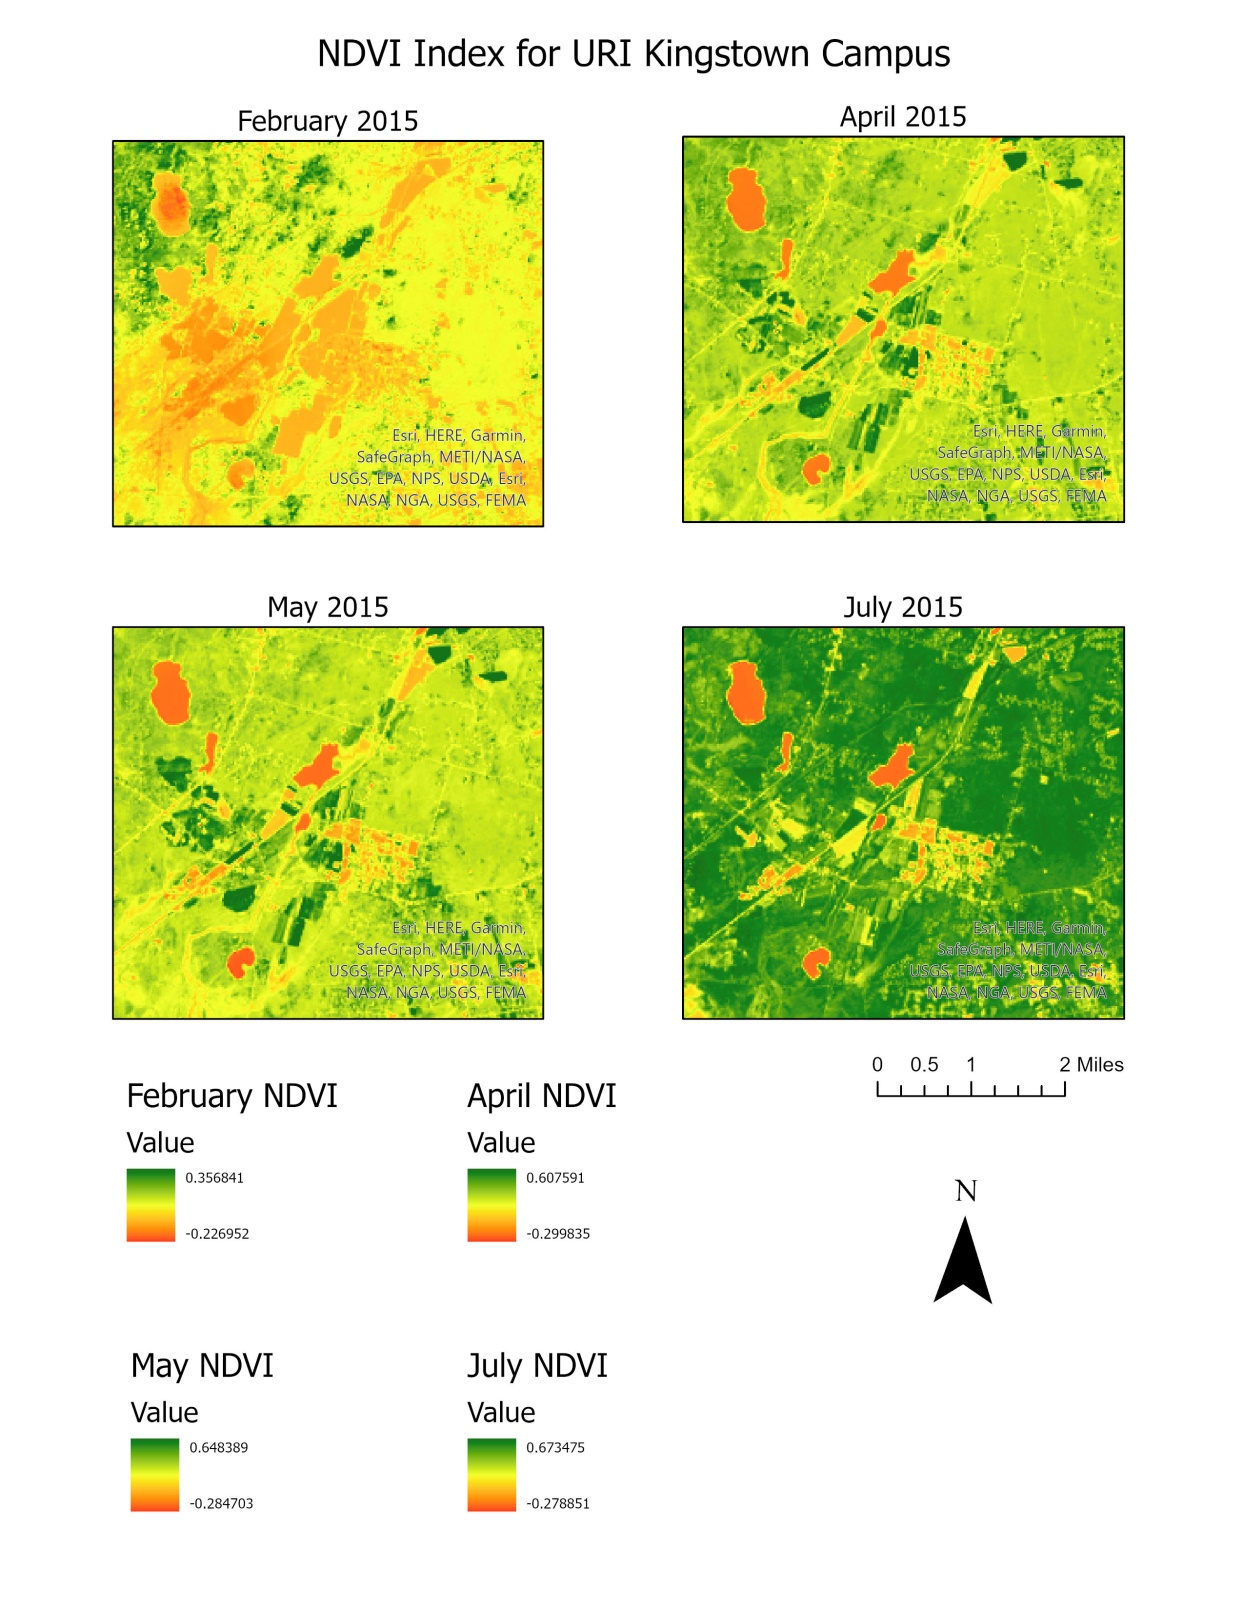 NDVI Index for URI Kingstown Campus
February 2015
April 2015
Esri, HERE, Garmin,
SafeGraph, METI/NASA,
USGS, EPA, NPS, USDA, Esri,
NASA, NGA, USGS, FEMA
Esri, HERE, Garmin,
SafeGraph, METI/NASA,
USGS, EPA, NPS, USDA, Esri,
NASA, NGA, USGS, FEMA
May 2015
July 2015
Esri, HERE, Garmin,
SafeGraph, METI/NASA,
USGS, EPA, NPS, USDA, Esri,
NASA, NGA, USGS, FEMA
Esri, HERE, Garmin,
SafeGraph, METI/NASA,
USGS, EPA, NPS, USDA, Esri,
NASA, NGA, USGS, FEMA
0 0.5 1 2 Miles
February NDVI
Value
0.356841
-0.226952
April NDVI
Value
0.607591
-0.299835
N
May NDVI
Value
0.648389
-0.284703
July NDVI
Value
0.673475
-0.278851